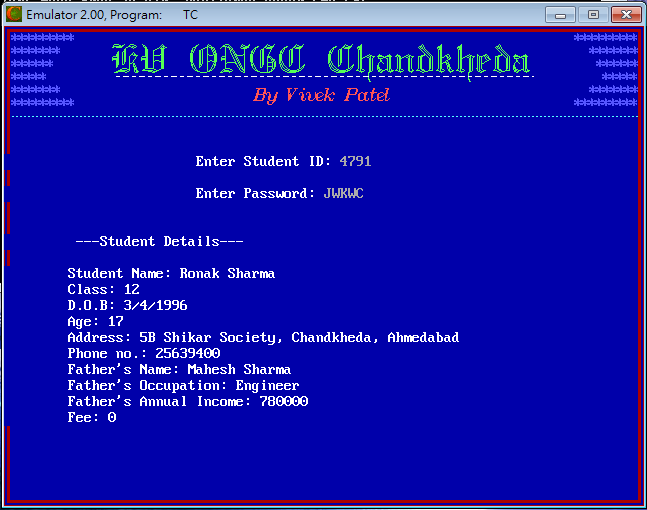 Emulator 2.00, Program: TC
KV ONGC Chandkheda
By Vivek Patel
Enter Student ID: 4791
Enter Password: JWKWC
---Student Details---
Student Name: Ronak Sharma
Class: 12
D.O.B: 3/4/1996
Age: 17
Address: 5B Shikar Society, Chandkheda, Ahmedabad
Phone no.: 25639400
Father's Name: Mahesh Sharma
Father's Occupation: Engineer
Father's Annual Income: 780000
Fee: 0